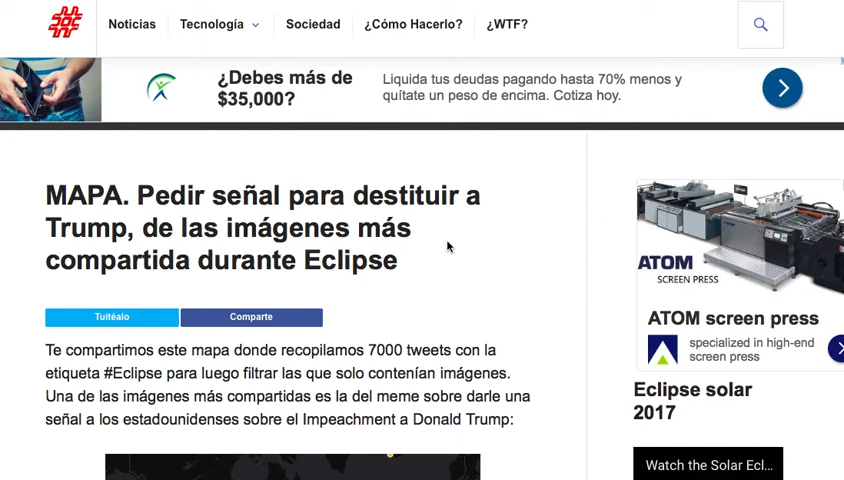 Noticias
Tecnología
Sociedad
¿Cómo Hacerlo?
¿WTF?
¿Debes más de
$35,000?
Liquida tus deudas pagando hasta 70% menos y
quítate un peso de encima. Cotiza hoy.
MAPA. Pedir señal para destituir a
Trump, de las imágenes más
compartida durante Eclipse
Tuitéalo
Comparte
Te compartimos este mapa donde recopilamos 7000 tweets con la
etiqueta #Eclipse para luego filtrar las que solo contenían imágenes.
Una de las imágenes más compartidas es la del meme sobre darle una
señal a los estadounidenses sobre el Impeachment a Donald Trump:
ATOM
SCREEN PRESS
ATOM screen press
specialized in high-end
screen press
Eclipse solar
2017
Watch the Solar Ecl...